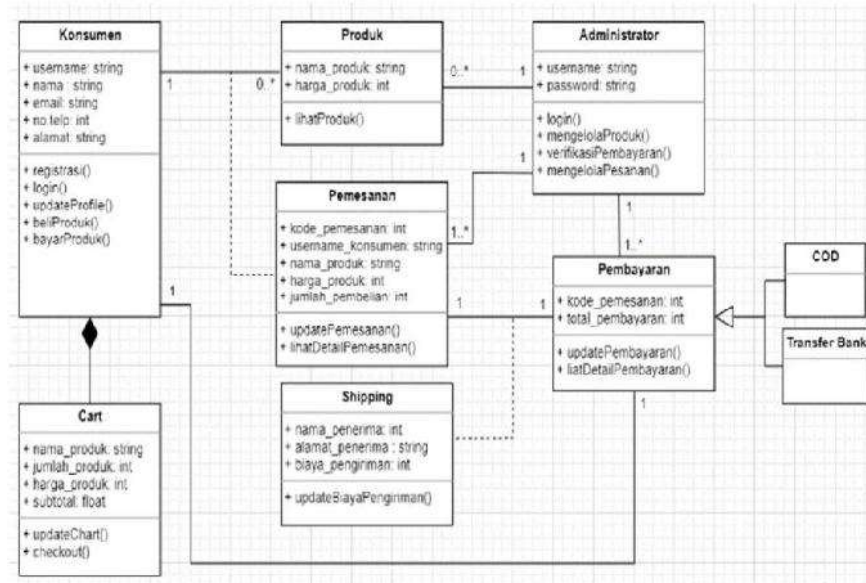 Konsumen
+ username: string
+ nama : string
+ email: string
+ no.telp: int
+ alamat: string
+ registrasi()
+ login()
+ updateProfile()
+ beliProduk()
+ bayarProduk()
1
0..*
Produk
+ nama_produk: string
+ harga_produk: int
+ lihatProduk()
0..*
1
Administrator
+ username: string
+ password: string
+ login()
+ mengelolaProduk()
+ verifikasiPembayaran()
+ mengelolaPesanan()
1
1..*
Pemesanan
+ kode_pemesanan: int
+ username_konsumen: string
+ nama_produk: string
+ harga_produk: int
+ jumlah_pembelian: int
+ updatePemesanan()
+ lihatDetailPemesanan()
1
1..*
1
1
Pembayaran
+ kode_pemesanan: int
+ total_pembayaran: int
+ updatePembayaran()
+ liatDetailPembayaran()
COD
Transfer Bank
1
1
Cart
+ nama_produk: string
+ jumlah_produk: int
+ harga_produk: int
+ subtotal: float
+ updateChart()
+ checkout()
Shipping
+ nama_penerima: int
+ alamat_penerima : string
+ biaya_pengiriman: int
+ updateBiayaPengiriman()